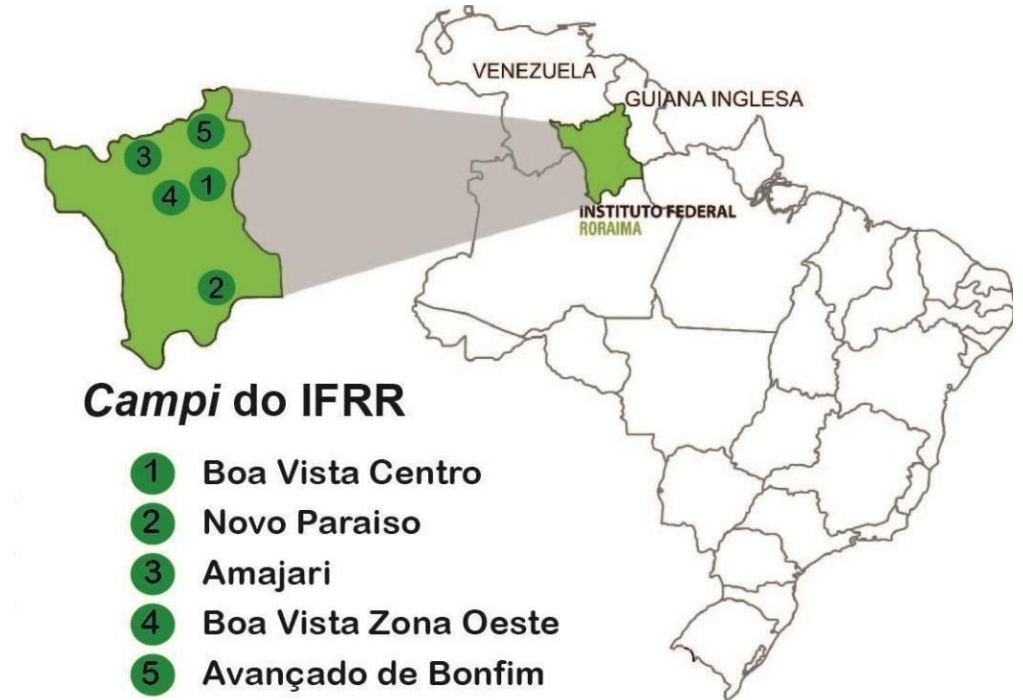 VENEZUELA
GUIANA INGLESA
INSTITUTO FEDERAL
RORAIMA
5
3
4
1
2
Campi do IFRR
1 Boa Vista Centro
2 Novo Paraiso
3 Amajari
4 Boa Vista Zona Oeste
5 Avançado de Bonfim